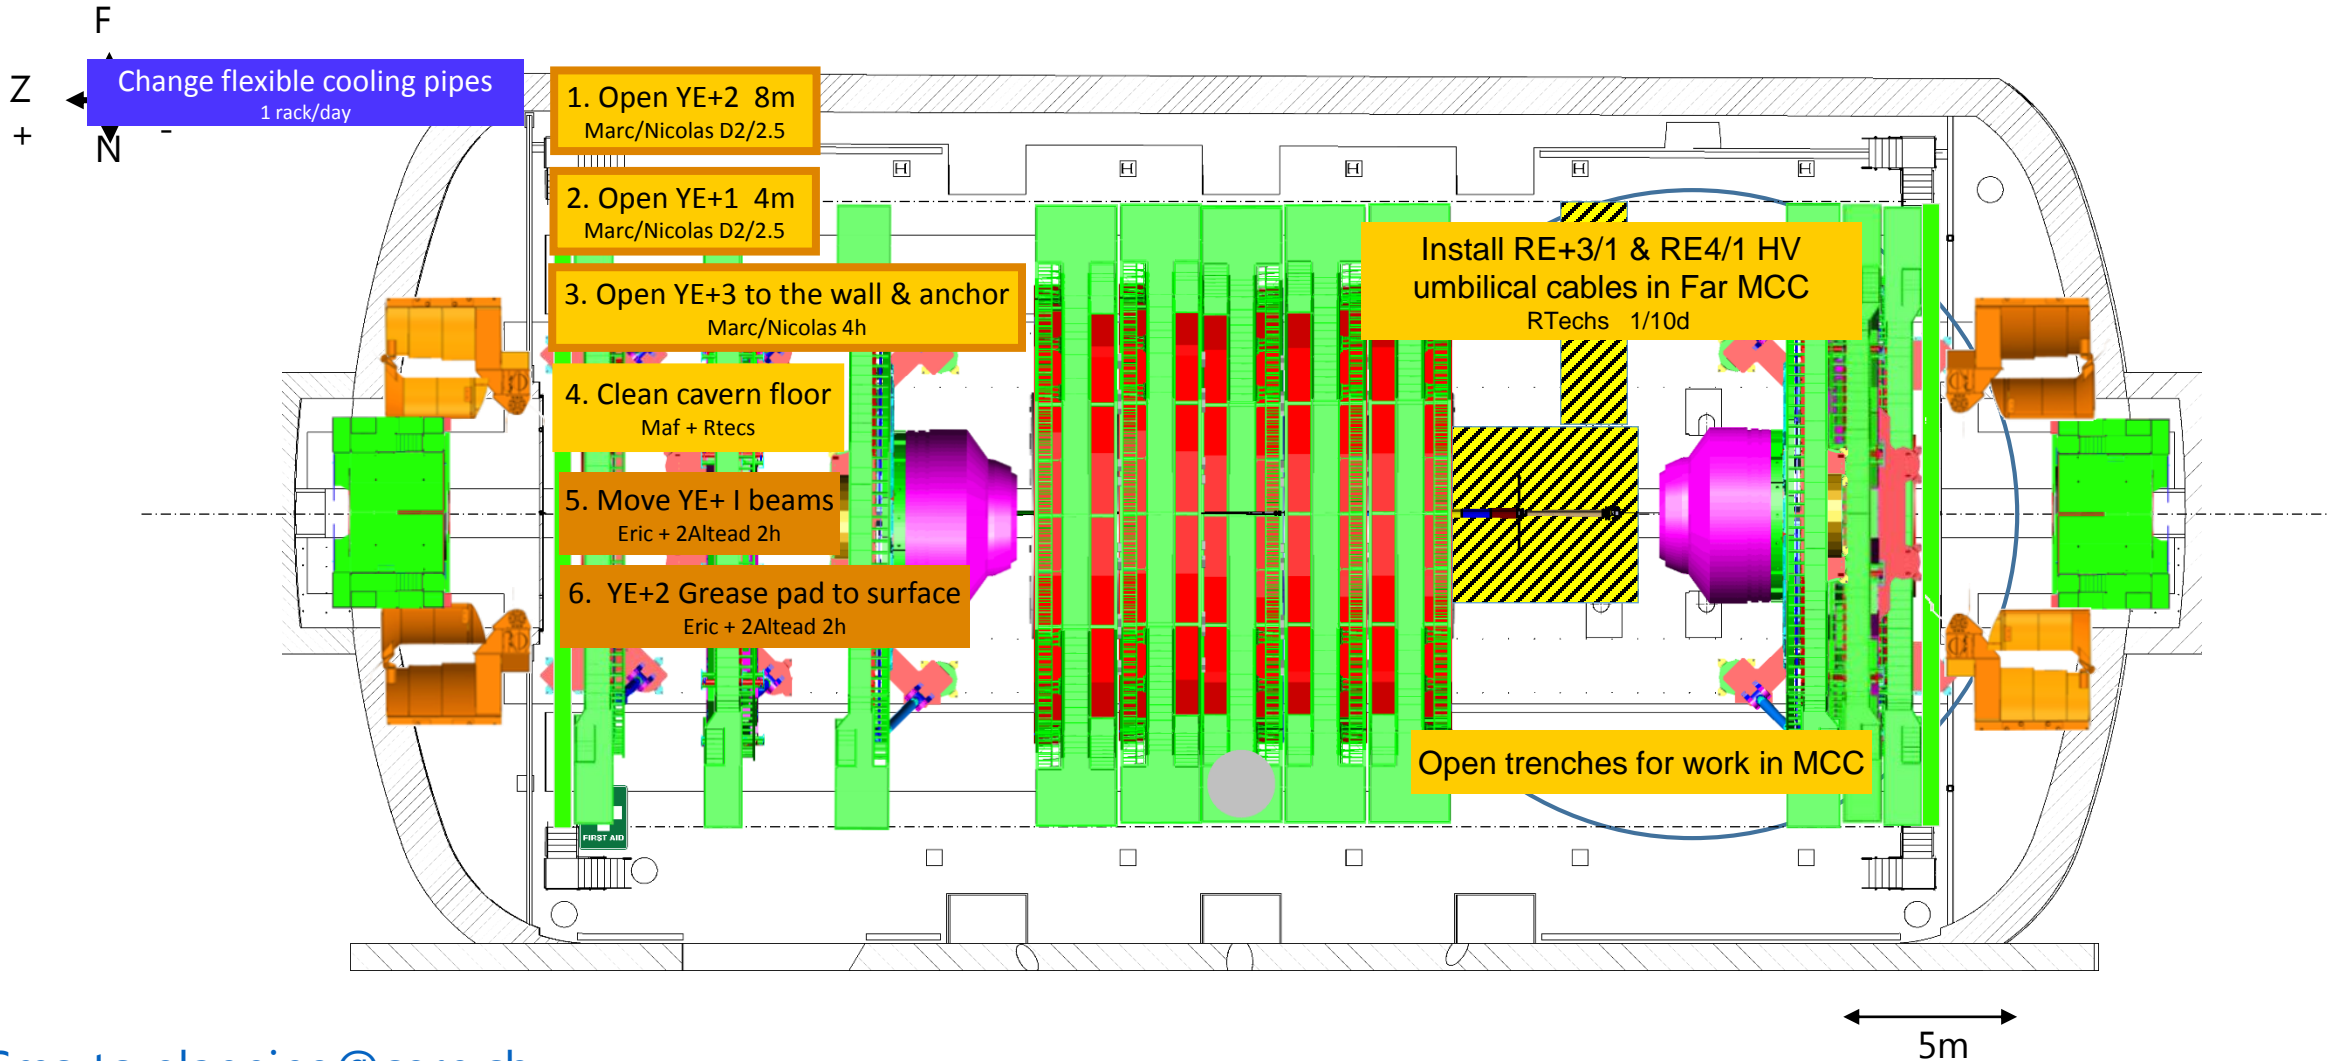 F
Z
+
-
N
Change flexible cooling pipes
1 rack/day
1. Open YE+2 8m
Marc/Nicolas D2/2.5
2. Open YE+1 4m
Marc/Nicolas D2/2.5
3. Open YE+3 to the wall & anchor
Marc/Nicolas 4h
4. Clean cavern floor
Maf + Rtecs
5. Move YE+ I beams
Eric + 2Altead 2h
6. YE+2 Grease pad to surface
Eric + 2Altead 2h
Install RE+3/1 & RE4/1 HV
umbilical cables in Far MCC
RTechs 1/10d
Open trenches for work in MCC
H
H
H
H
H
FIRST AID
5m